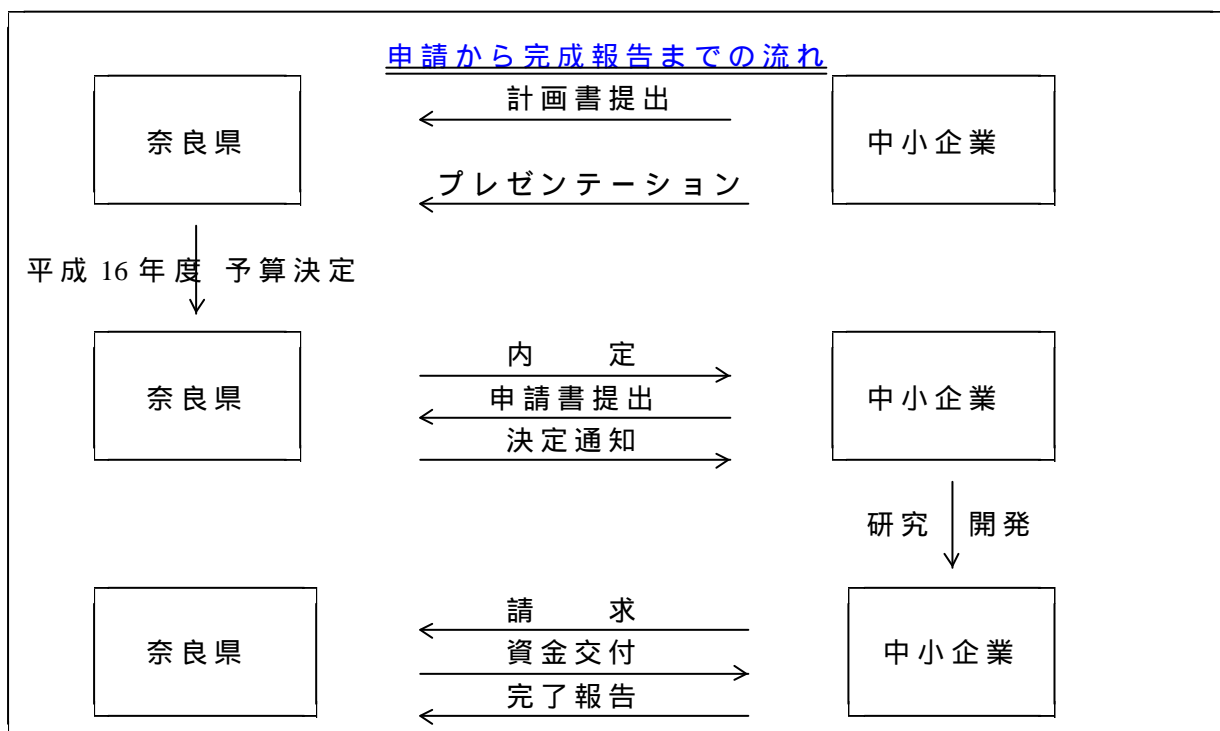 申請から完成報告までの流れ
計画書提出
奈良県
中小企業
プレゼンテーション
平成16年度 予算決定
内 定
奈良県
申請書提出
中小企業
決定通知
研究 開発
請 求
奈良県
資金交付
中小企業
完了報告